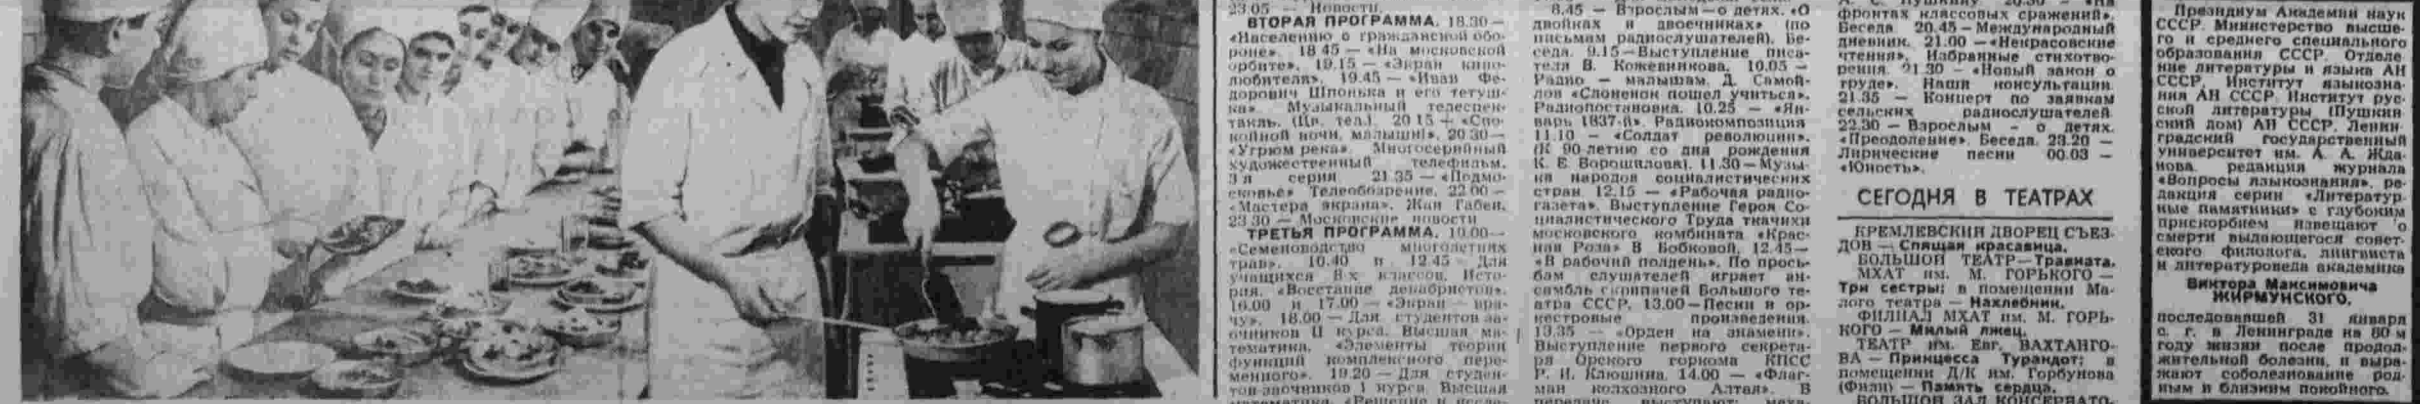 23.05 — Новости.
ВТОРАЯ ПРОГРАММА. 18.30—
«Населению о гражданской обо-
роне». 18 45 — «На московской
орбите». 19.15 — «Экран кино-
любителя». 19.45 — «Иван Фе-
дорович Шпонька и его тетуш-
ка». Музыкальный телеспек-
такль. (Цв. тел.). 20 15 — «Спо-
койной ночи, малыши!». 20 30—
«Угрюм река». Многосерийный
художественный телефильм.
3 я серия. 21 35 — «Подмо-
сковье» Телеобозрение. 22.00 —
«Мастера экрана». Жан Габен.
23 30 — Московские новости
ТРЕТЬЯ ПРОГРАММА. 10.00—
«Семеноводство многолетних
трав». 10.40 и 12 45 Для
учащихся 8 х классов. Исто-
рия. «Восстание декабристов».
16.00 и 17.00 — «Экран вра-
чу». 18.00 — Для студентов за-
очников II курса. Высшая ма-
тематика. «Элементы теории
функций комплексного пере-
менного». 19.20 — Для студен-
тов заочников I курса. Высшая
математика. «Решение и иссле-
8.45 — Взрослым — о детях. «О
двойках и двоечниках» (по
письмам радиослушателей). Бе-
седа. 9.15 — Выступление писа-
теля В. Кожевникова. 10.05 —
Радио — малышам. Д. Самой-
лов «Слоненок пошел учиться».
Радиопостановка. 10.25 — «Ян-
варь 1837-й». Радиокомпозиция
11.10 — «Солдат революции».
(К 90-летию со дня рождения
К. Е. Ворошилова). 11.30 — Музы-
ка народов социалистических
стран. 12.15 — «Рабочая радио-
газета». Выступление Героя Со-
циалистического Труда ткачихи
московского комбината «Крас-
ная Роза» В Бобковой. 12.45—
«В рабочий полдень». По прось-
бам слушателей играет ан-
самбль скрипачей Большого те-
атра СССР. 13.00 — Песни и ор-
кестровые произведения.
13.35 — «Орден на знамени».
Выступление первого секрета-
ря Орского горкома КПСС
Р. И. Клюшина. 14.00 — «Флаг-
ман колхозного Алтая». В
передаче выступают: меха-
А. С. Пушкину. 20.30 — «На
фронтах классовых сражений».
Беседа 20.45 — Международный
дневник. 21.00 — «Некрасовские
чтения». Избранные стихотво-
рения. 21 30 — «Новый закон о
труде». Наши консультации.
21.35 — Концерт по заявкам
сельских радиослушателей
22.30 — Взрослым — о детях.
«Преодоление». Беседа. 23.20 —
Лирические песни 00.03 —
«Юность».
СЕГОДНЯ В ТЕАТРАХ
КРЕМЛЕВСКИЙ ДВОРЕЦ СЪЕЗ-
ДОВ — Спящая красавица.
БОЛЬШОЙ ТЕАТР — Травиата.
МХАТ им. М. ГОРЬКОГО —
Три сестры; в помещении Ма-
лого театра — Нахлебник.
ФИЛИАЛ МХАТ им. М. ГОРЬ-
КОГО — Милый лжец.
ТЕАТР им. Евг. ВАХТАНГО-
ВА — Принцесса Турандот; в
помещении Д/К им. Горбунова
(Фили) — Память сердца.
БОЛЬШОЙ ЗАЛ КОНСЕРВАТО-
Президиум Академии наук
СССР, Министерство высше-
го и среднего специального
образования СССР, Отделе-
ние литературы и языка АН
СССР, Институт языкозна-
ния АН СССР, Институт рус-
ской литературы (Пушкин-
ский дом) АН СССР, Ленин-
градский государственный
университет им. А. А. Жда-
нова, редакция журнала
«Вопросы языкознания», ре-
дакция серии «Литератур-
ные памятники» с глубоким
прискорбием извещают о
смерти выдающегося совет-
ского филолога, лингвиста
и литературоведа академика
Виктора Максимовича
ЖИРМУНСКОГО,
последовавшей 31 января
с. г. в Ленинграде на 80 м
году жизни после продол-
жительной болезни, и выра-
жают соболезнование род-
ным и близким покойного.